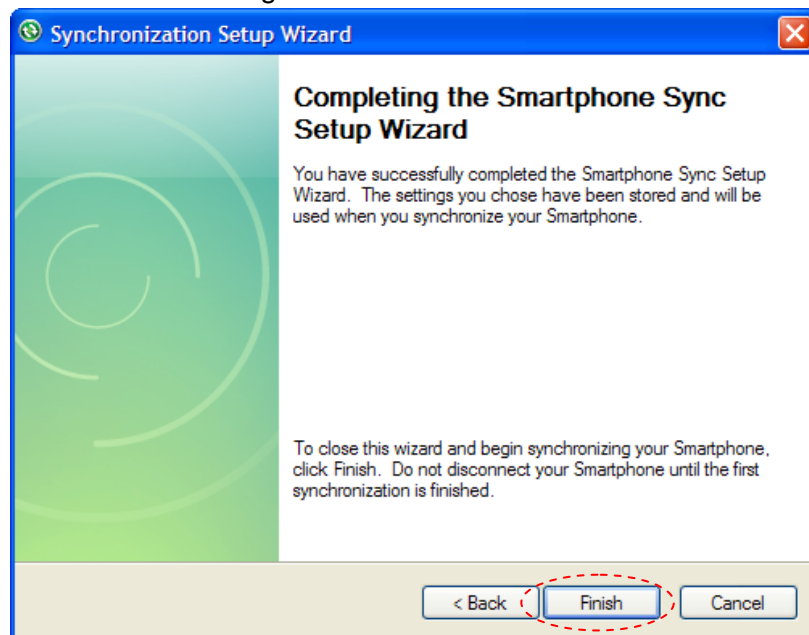 Synchronization Setup Wizard
Completing the Smartphone Sync
Setup Wizard
You have successfully completed the Smartphone Sync Setup
Wizard. The settings you chose have been stored and will be
used when you synchronize your Smartphone.
To close this wizard and begin synchronizing your Smartphone,
click Finish. Do not disconnect your Smartphone until the first
synchronization is finished.
< Back Finish Cancel